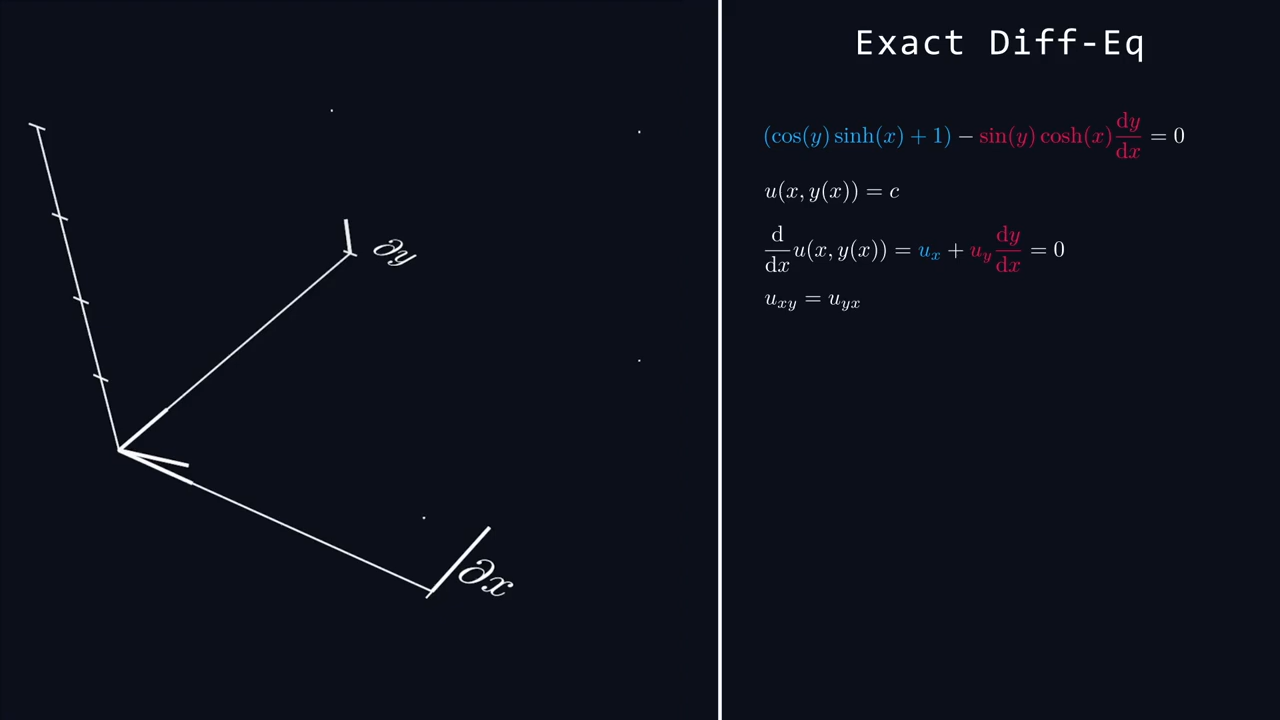 Exact Diff-Eq
(cos(y) sinh(x) + 1) − sin(y) cosh(x) dy/dx = 0
u(x, y(x)) = c
d/dx u(x, y(x)) = u_x + u_y dy/dx = 0
u_xy = u_yx
∂y
∂x